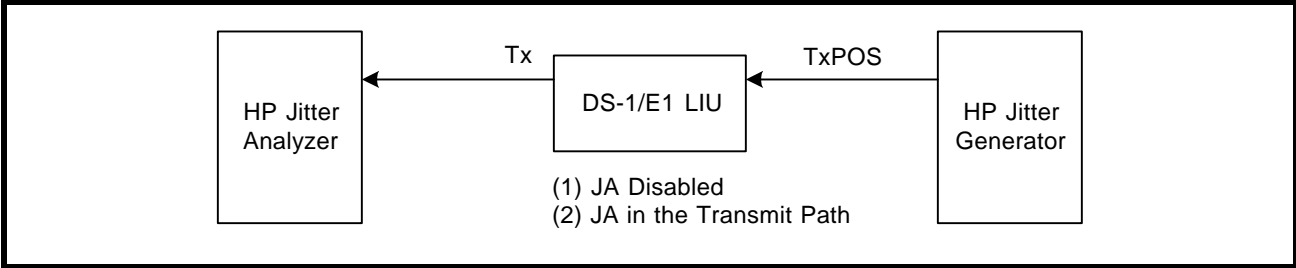 HP Jitter
Analyzer
Tx
DS-1/E1 LIU
TxPOS
HP Jitter
Generator
(1) JA Disabled
(2) JA in the Transmit Path